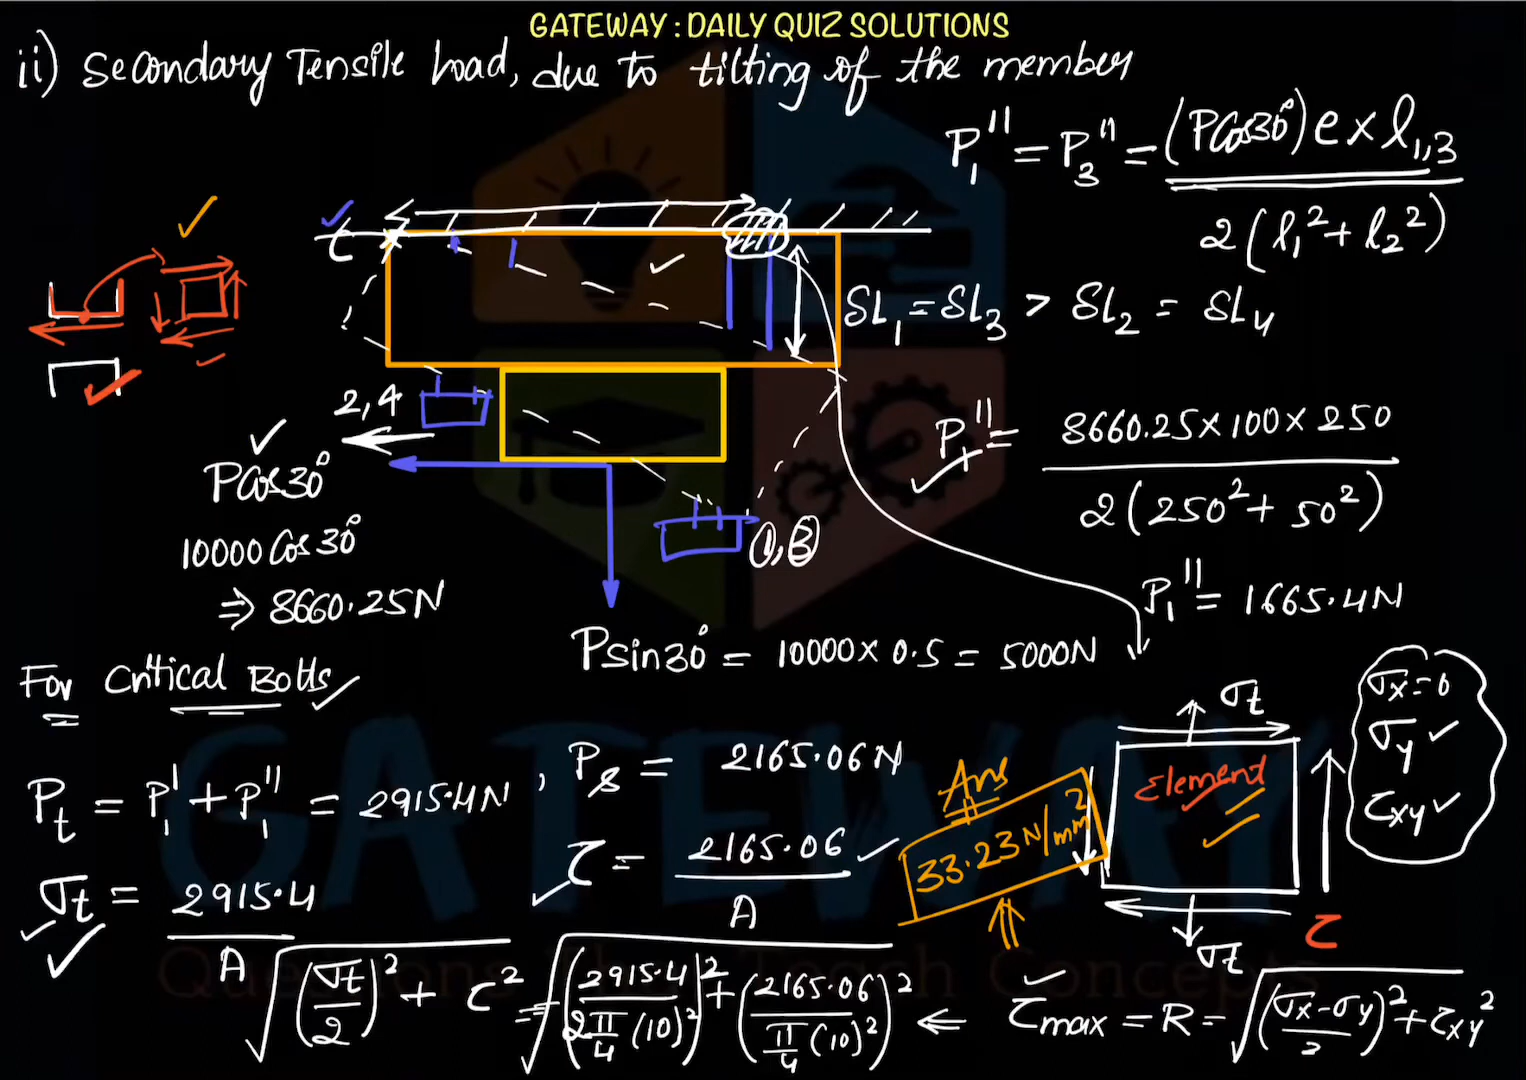 GATEWAY : DAILY QUIZ SOLUTIONS
ii) Secondary Tensile Load, due to tilting of the member
P₁'' = P₃'' = (Pcos30°) e × l₁,₃ / 2(l₁² + l₂²)
t
δL₁ = δL₃ > δL₂ = δL₄
2,4
Pcos30°
10000 cos30°
⇒ 8660.25N
1,3
P₁'' = 8660.25 × 100 × 250 / 2(250² + 50²)
P₁'' = 1665.4N
Psin30° = 10000 × 0.5 = 5000N
For Critical Bolts
Pt = P₁' + P₁'' = 2915.4N , Ps = 2165.06N
σt = 2915.4 / A
τ = 2165.06 / A
Ans
33.23 N/mm²
σt
Element
σt
τ
σx = 0
σy
τxy
√((σt/2)² + τ²) = √((2915.4 / 2 π/4 (10)²)² + (2165.06 / π/4 (10)²)²) ⇐ τmax = R = √((σx - σy / 2)² + τxy²)
GATEWAY